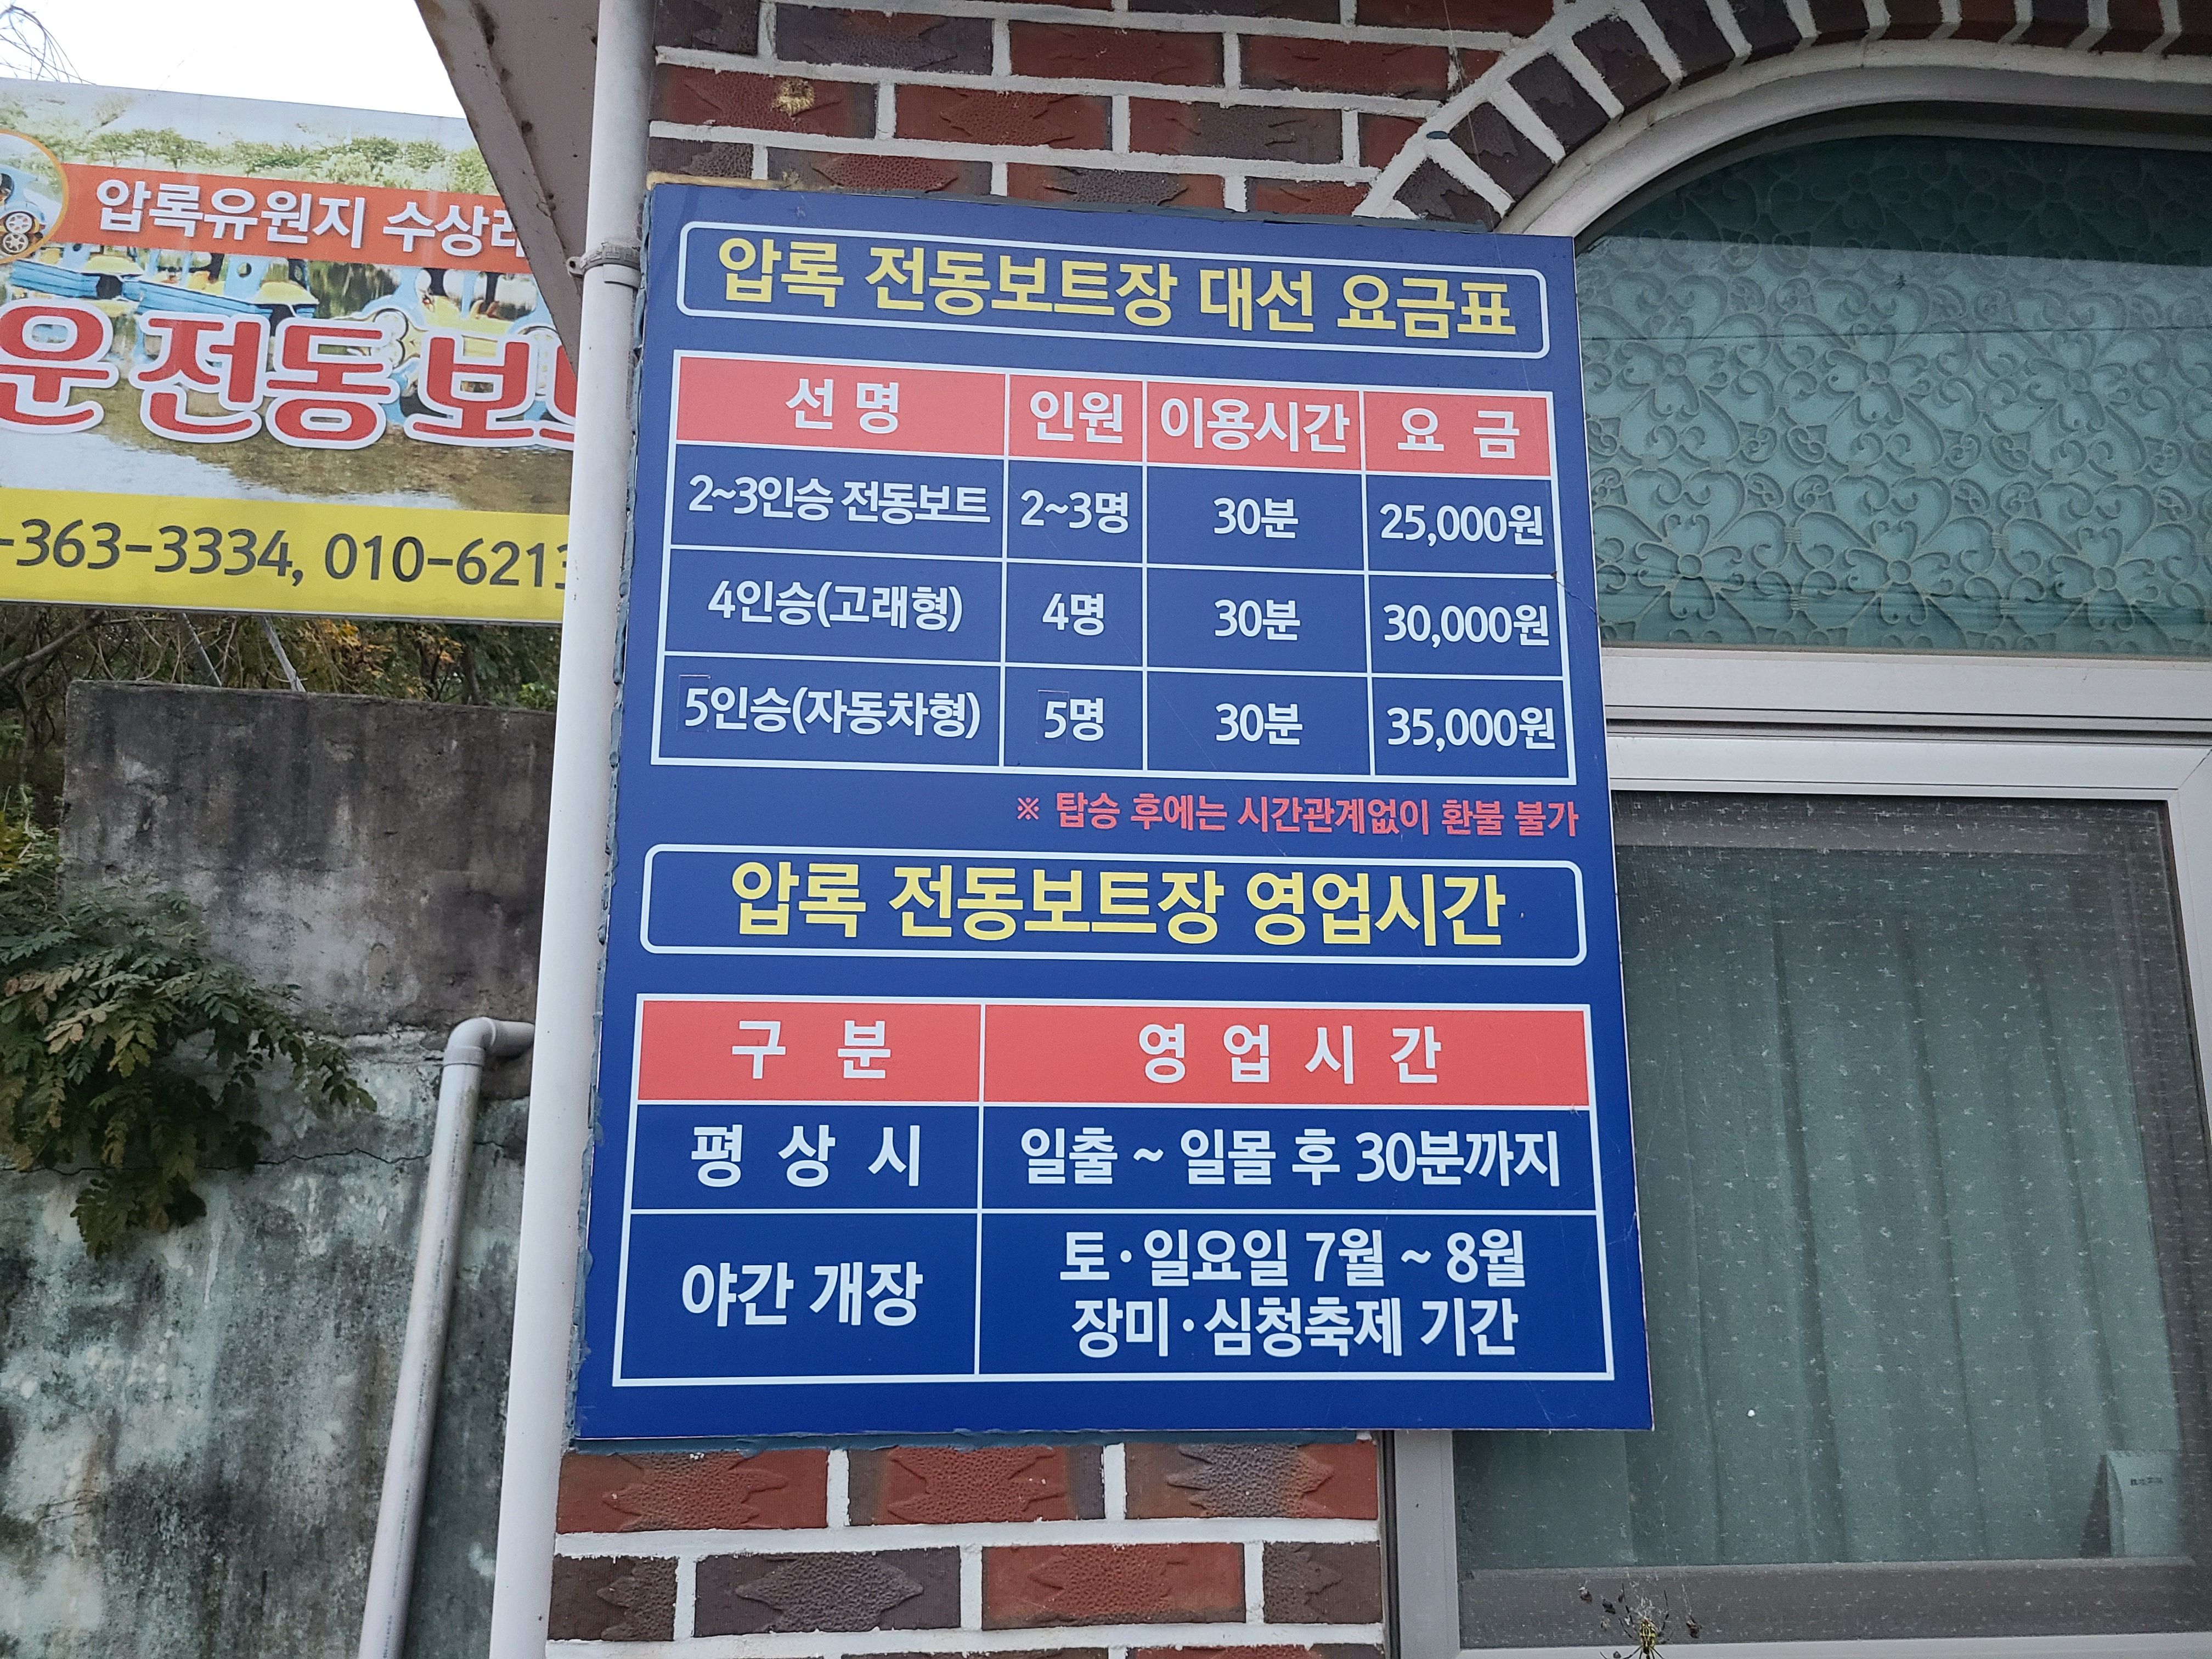 압록유원지 수상
운 전동 보
-363-3334, 010-6213
압록 전동보트장 대선 요금표
선 명 인원 이용시간 요 금
2~3인승 전동보트 2~3명 30분 25,000원
4인승(고래형) 4명 30분 30,000원
5인승(자동차형) 5명 30분 35,000원
※ 탑승 후에는 시간관계없이 환불 불가
압록 전동보트장 영업시간
구 분 영 업 시 간
평 상 시 일출 ~ 일몰 후 30분까지
야간 개장 토·일요일 7월 ~ 8월
장미·심청축제 기간